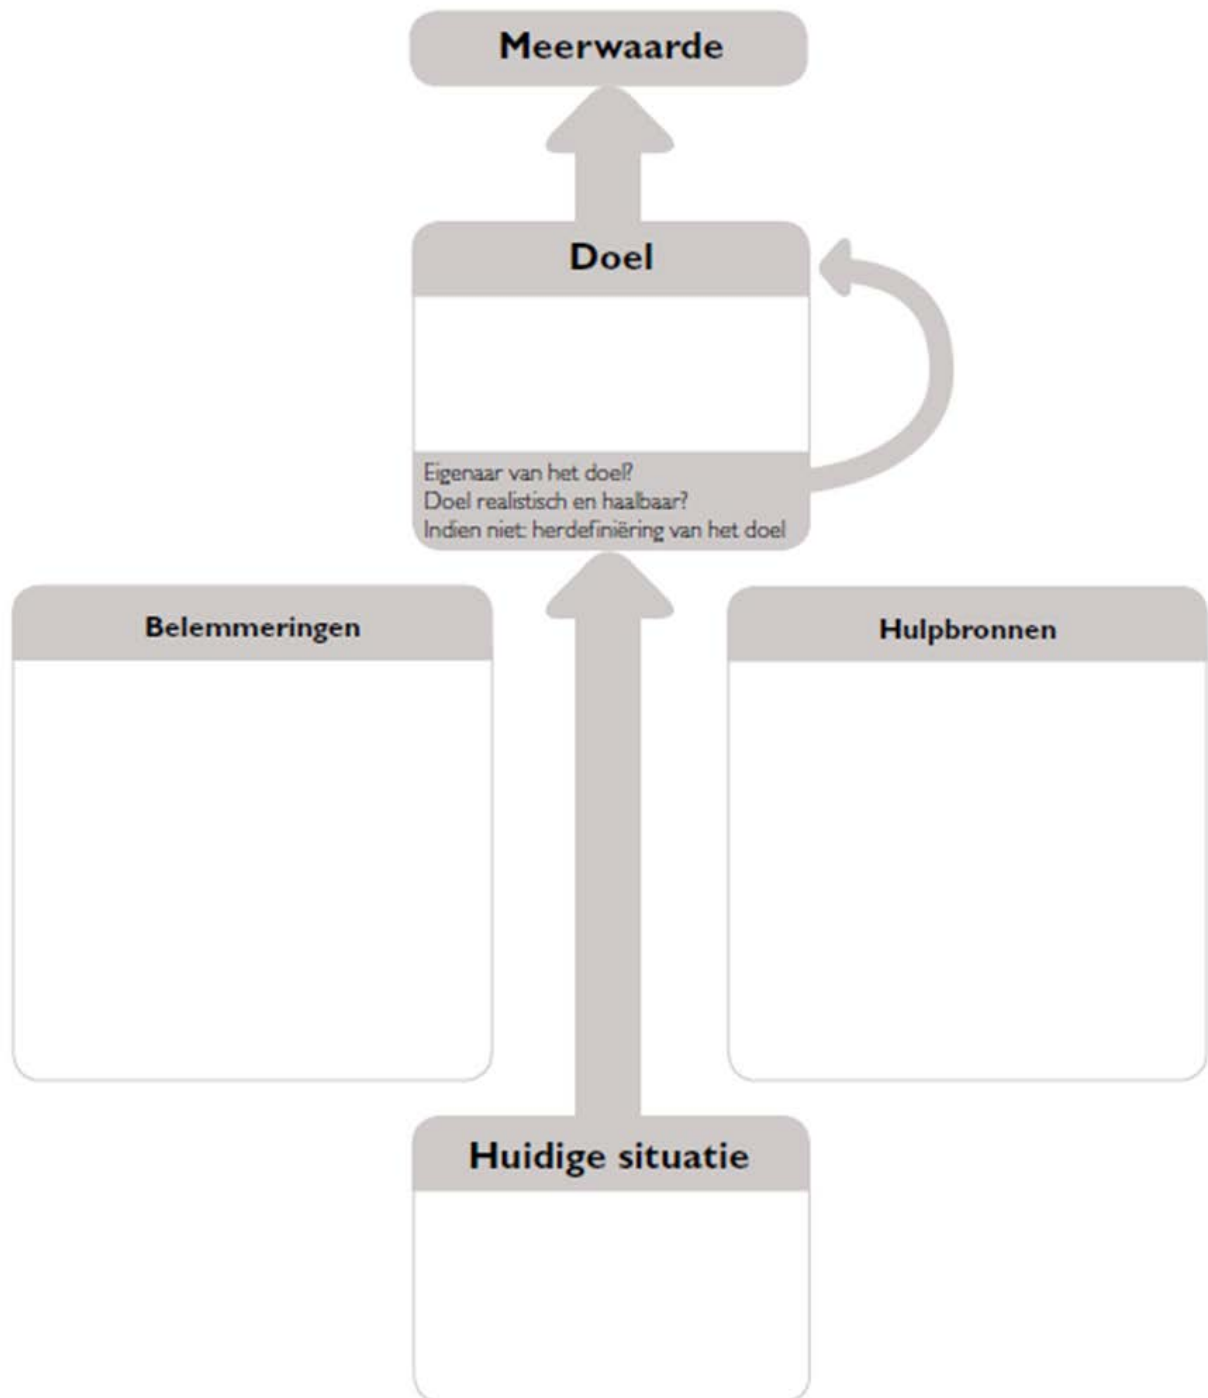 Meerwaarde
Doel
Eigenaar van het doel?
Doel realistisch en haalbaar?
Indien niet: herdefiniëring van het doel
Belemmeringen
Hulpbronnen
Huidige situatie